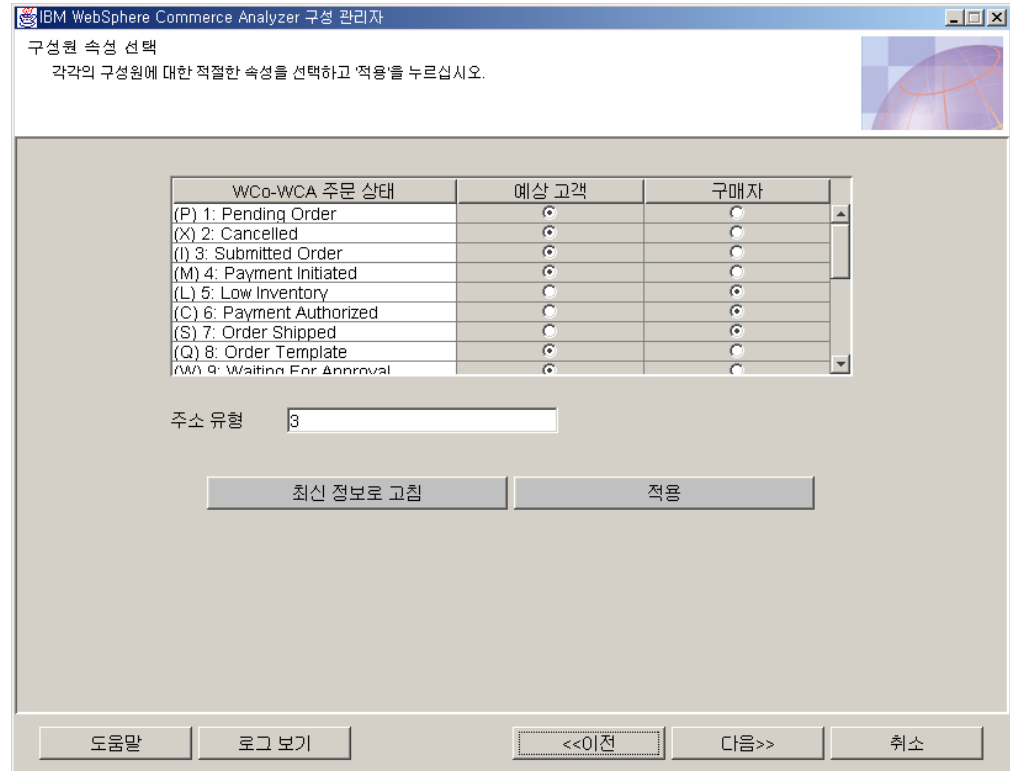 IBM WebSphere Commerce Analyzer 구성 관리자
구성원 속성 선택
각각의 구성원에 대한 적절한 속성을 선택하고 '적용'을 누르십시오.
WCo-WCA 주문 상태 예상 고객 구매자
(P) 1: Pending Order
(X) 2: Cancelled
(I) 3: Submitted Order
(M) 4: Payment Initiated
(L) 5: Low Inventory
(C) 6: Payment Authorized
(S) 7: Order Shipped
(Q) 8: Order Template
(W) 9: Waiting For Approval
주소 유형 3
최신 정보로 고침 적용
도움말 로그 보기 <<이전 다음>> 취소